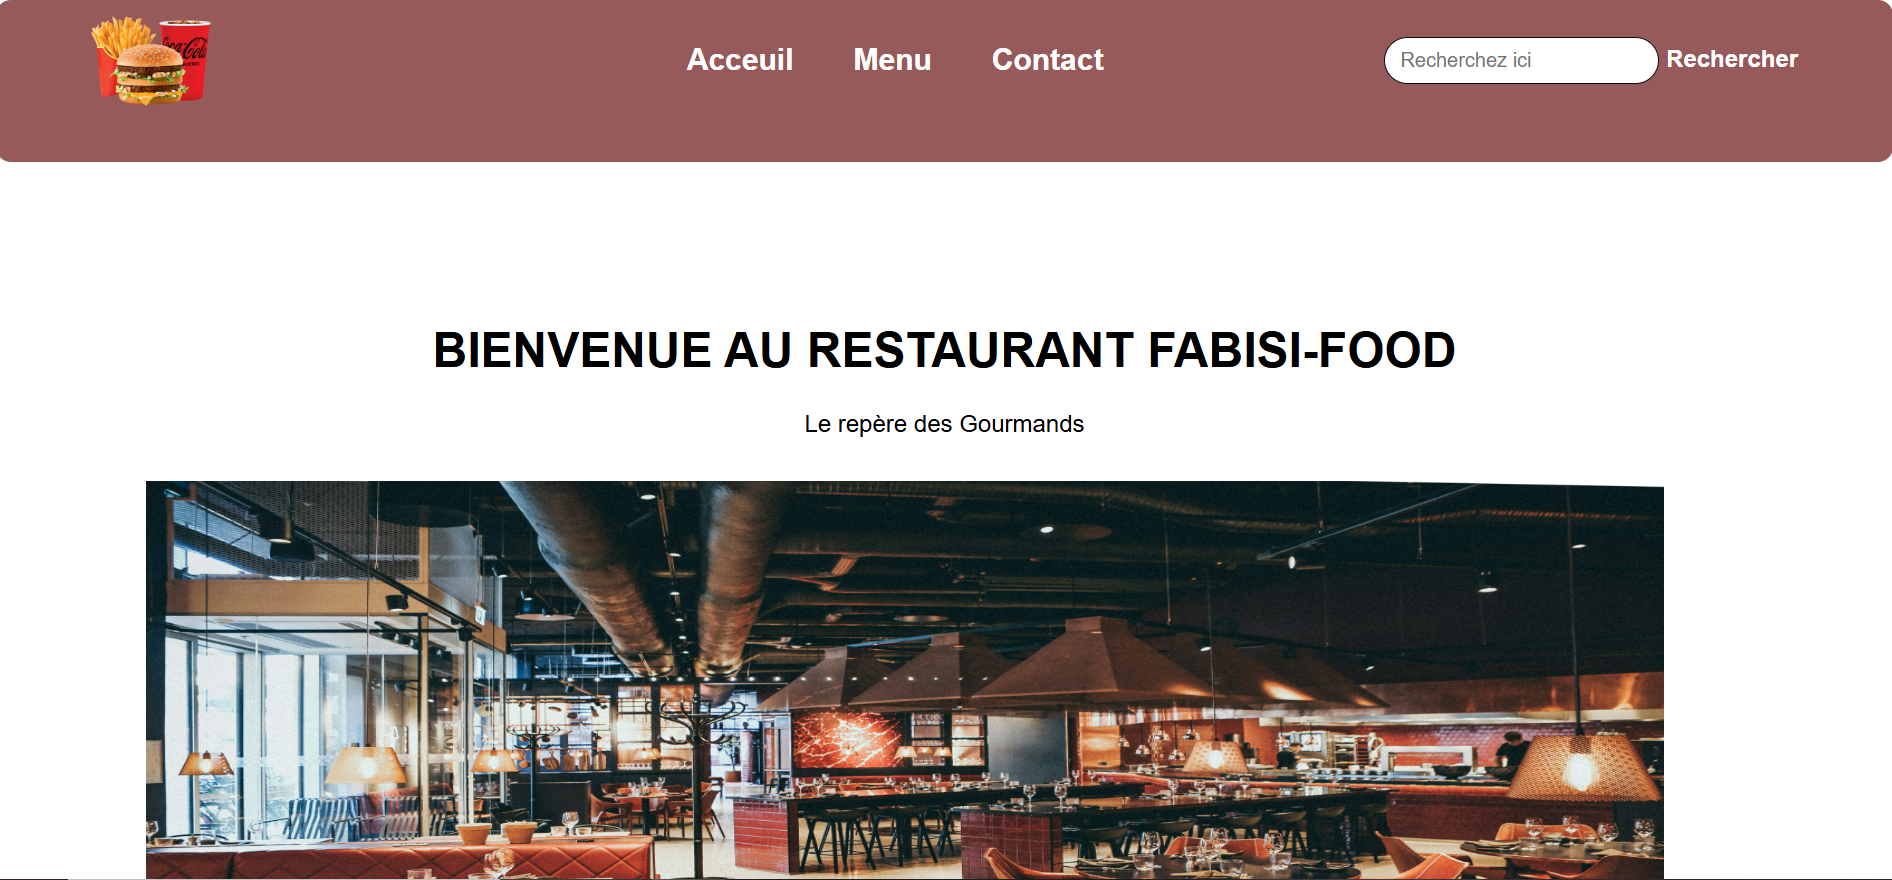 Coca-Cola
Acceuil Menu Contact
Recherchez ici Rechercher
BIENVENUE AU RESTAURANT FABISI-FOOD
Le repère des Gourmands